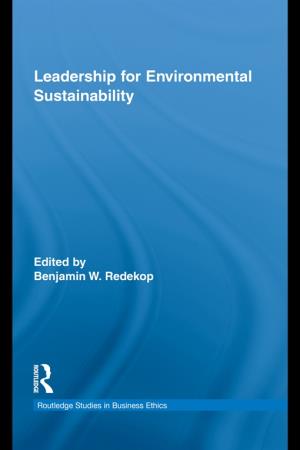 Leadership for Environmental
Sustainability
Edited by
Benjamin W. Redekop
ROUTLEDGE
Routledge Studies in Business Ethics